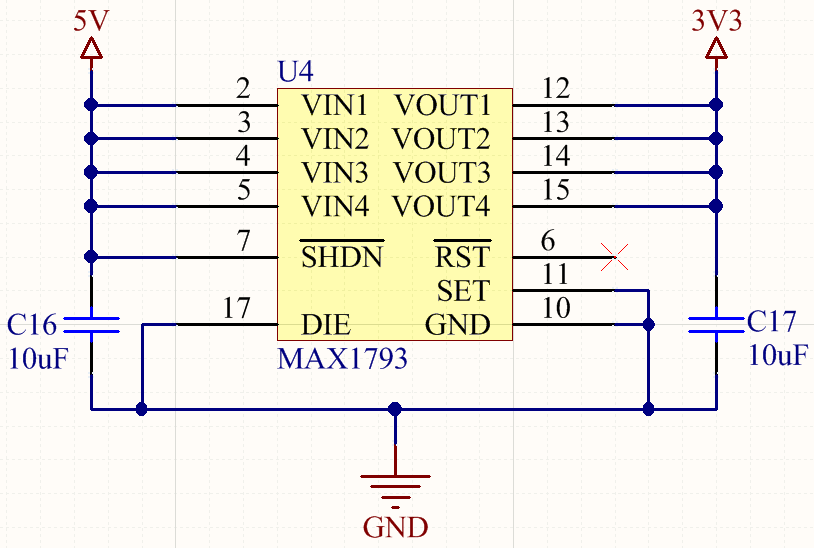 5V
3V3
U4
2 VIN1 VOUT1 12
3 VIN2 VOUT2 13
4 VIN3 VOUT3 14
5 VIN4 VOUT4 15
7 SHDN RST 6
SET 11
17 DIE GND 10
C16
10uF
MAX1793
C17
10uF
GND